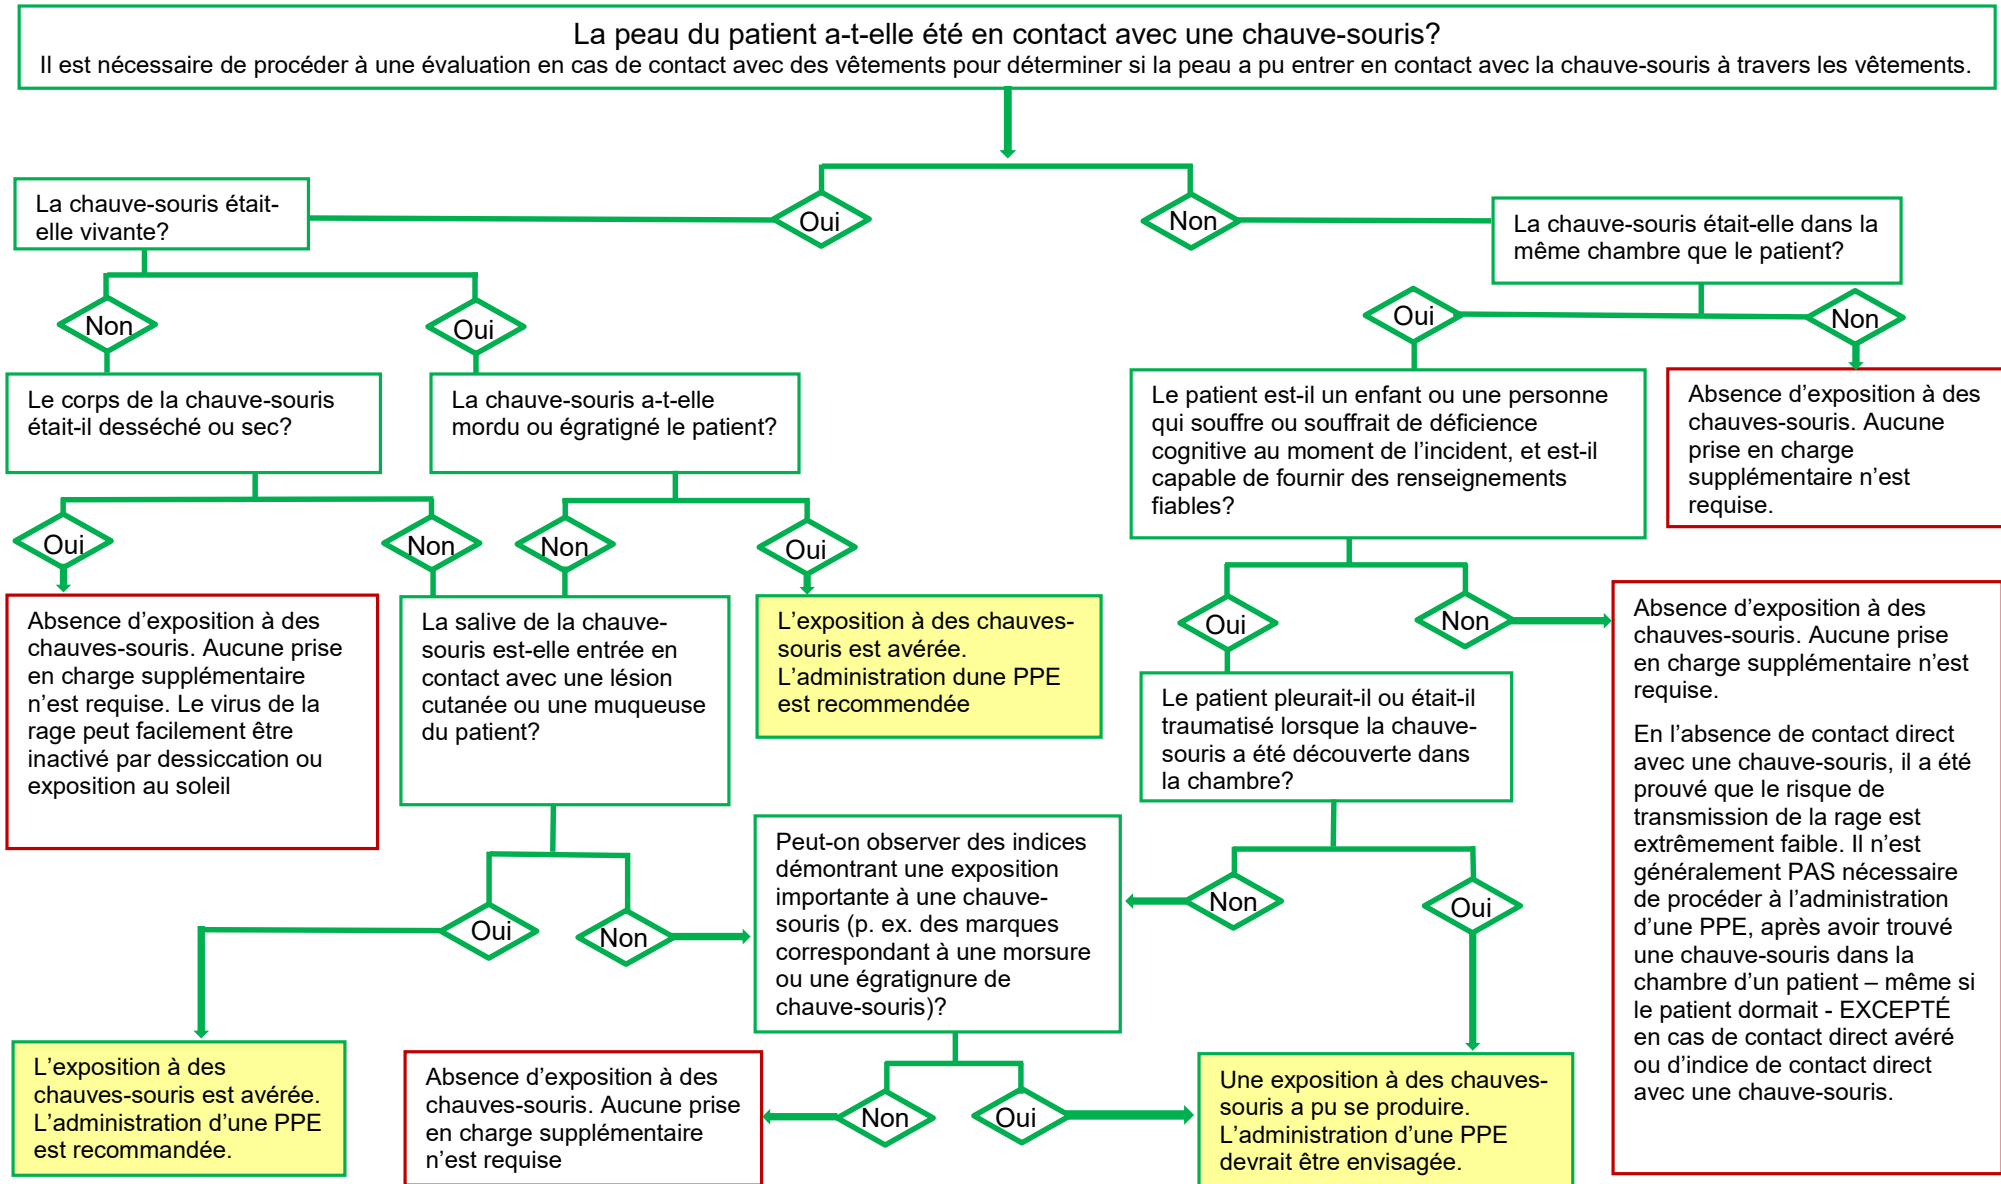 La peau du patient a-t-elle été en contact avec une chauve-souris?
Il est nécessaire de procéder à une évaluation en cas de contact avec des vêtements pour déterminer si la peau a pu entrer en contact avec la chauve-souris à travers les vêtements.
Oui
Non
La chauve-souris était-
elle vivante?
La chauve-souris était-elle dans la
même chambre que le patient?
Non
Oui
Oui
Non
Le corps de la chauve-souris
était-il desséché ou sec?
La chauve-souris a-t-elle
mordu ou égratigné le patient?
Le patient est-il un enfant ou une personne
qui souffre ou souffrait de déficience
cognitive au moment de l’incident, et est-il
capable de fournir des renseignements
fiables?
Absence d’exposition à des
chauves-souris. Aucune
prise en charge
supplémentaire n’est
requise.
Oui
Non
Non
Oui
Oui
Non
Absence d’exposition à des
chauves-souris. Aucune prise
en charge supplémentaire
n’est requise. Le virus de la
rage peut facilement être
inactivé par dessiccation ou
exposition au soleil
La salive de la chauve-
souris est-elle entrée en
contact avec une lésion
cutanée ou une muqueuse
du patient?
L’exposition à des chauves-
souris est avérée.
L’administration dune PPE
est recommendée
Le patient pleurait-il ou était-il
traumatisé lorsque la chauve-
souris a été découverte dans
la chambre?
Absence d’exposition à des
chauves-souris. Aucune prise
en charge supplémentaire n’est
requise.
En l’absence de contact direct
avec une chauve-souris, il a été
prouvé que le risque de
transmission de la rage est
extrêmement faible. Il n’est
généralement PAS nécessaire
de procéder à l’administration
d’une PPE, après avoir trouvé
une chauve-souris dans la
chambre d’un patient – même si
le patient dormait - EXCEPTÉ
en cas de contact direct avéré
ou d’indice de contact direct
avec une chauve-souris.
Oui
Non
Peut-on observer des indices
démontrant une exposition
importante à une chauve-
souris (p. ex. des marques
correspondant à une morsure
ou une égratignure de
chauve-souris)?
Non
Oui
L’exposition à des
chauves-souris est avérée.
L’administration d’une PPE
est recommandée.
Absence d’exposition à des
chauves-souris. Aucune prise
en charge supplémentaire
n’est requise
Non
Oui
Une exposition à des chauves-
souris a pu se produire.
L’administration d’une PPE
devrait être envisagée.